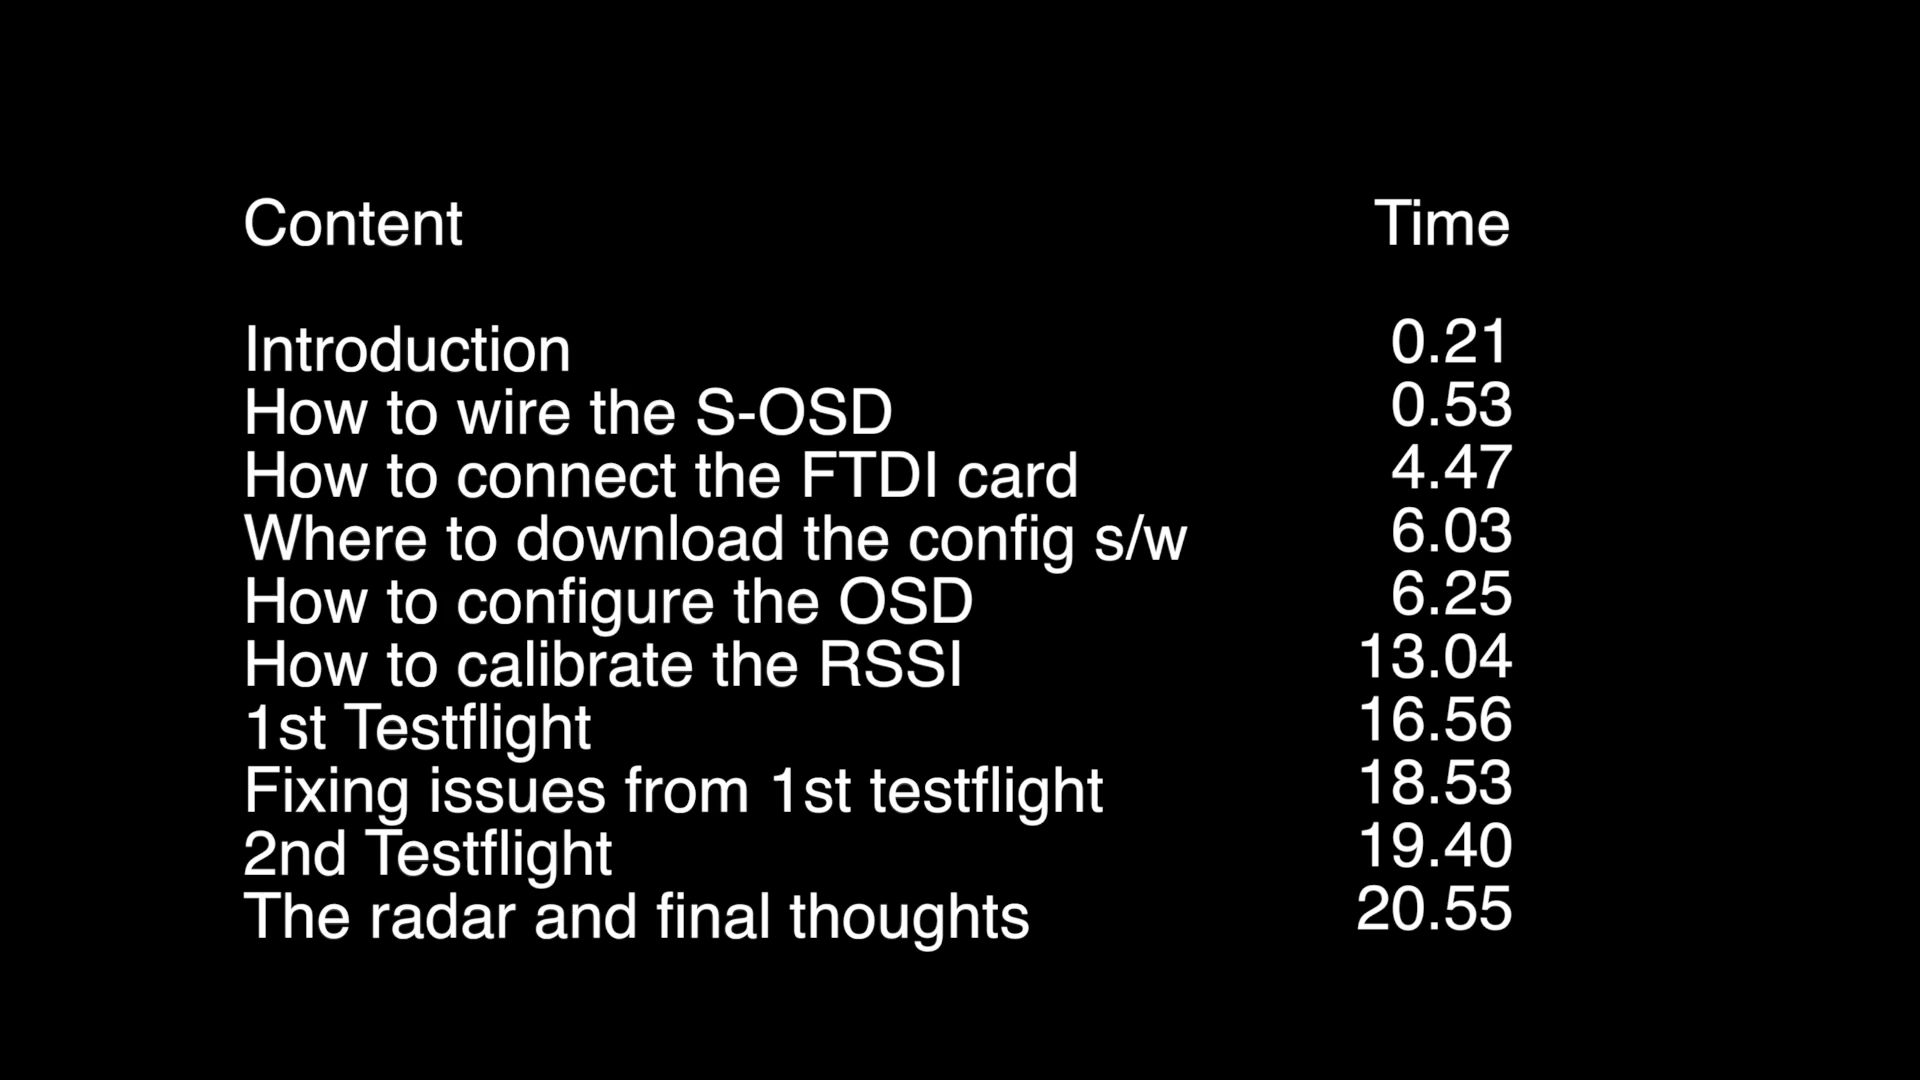 Content Time
Introduction 0.21
How to wire the S-OSD 0.53
How to connect the FTDI card 4.47
Where to download the config s/w 6.03
How to configure the OSD 6.25
How to calibrate the RSSI 13.04
1st Testflight 16.56
Fixing issues from 1st testflight 18.53
2nd Testflight 19.40
The radar and final thoughts 20.55